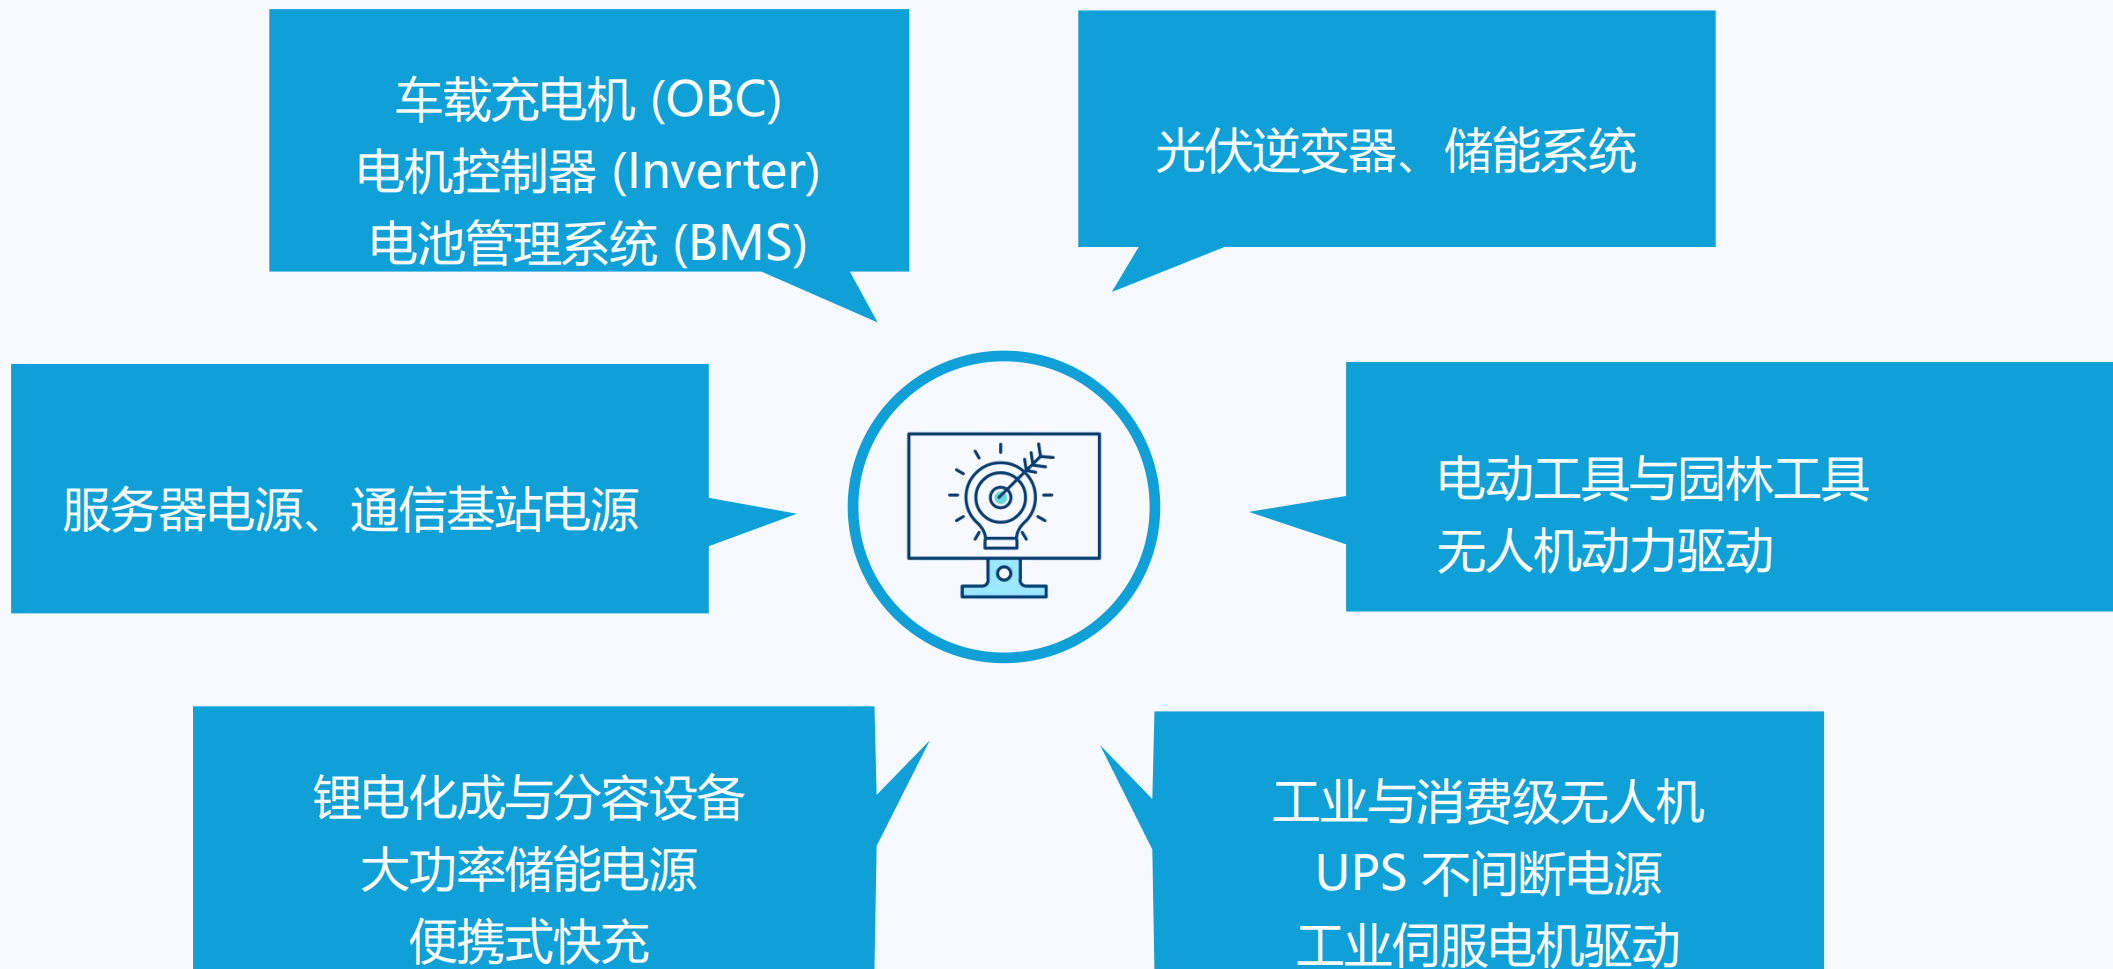 车载充电机 (OBC)
电机控制器 (Inverter)
电池管理系统 (BMS)
光伏逆变器、储能系统
服务器电源、通信基站电源
电动工具与园林工具
无人机动力驱动
锂电化成与分容设备
大功率储能电源
便携式快充
工业与消费级无人机
UPS 不间断电源
工业伺服电机驱动